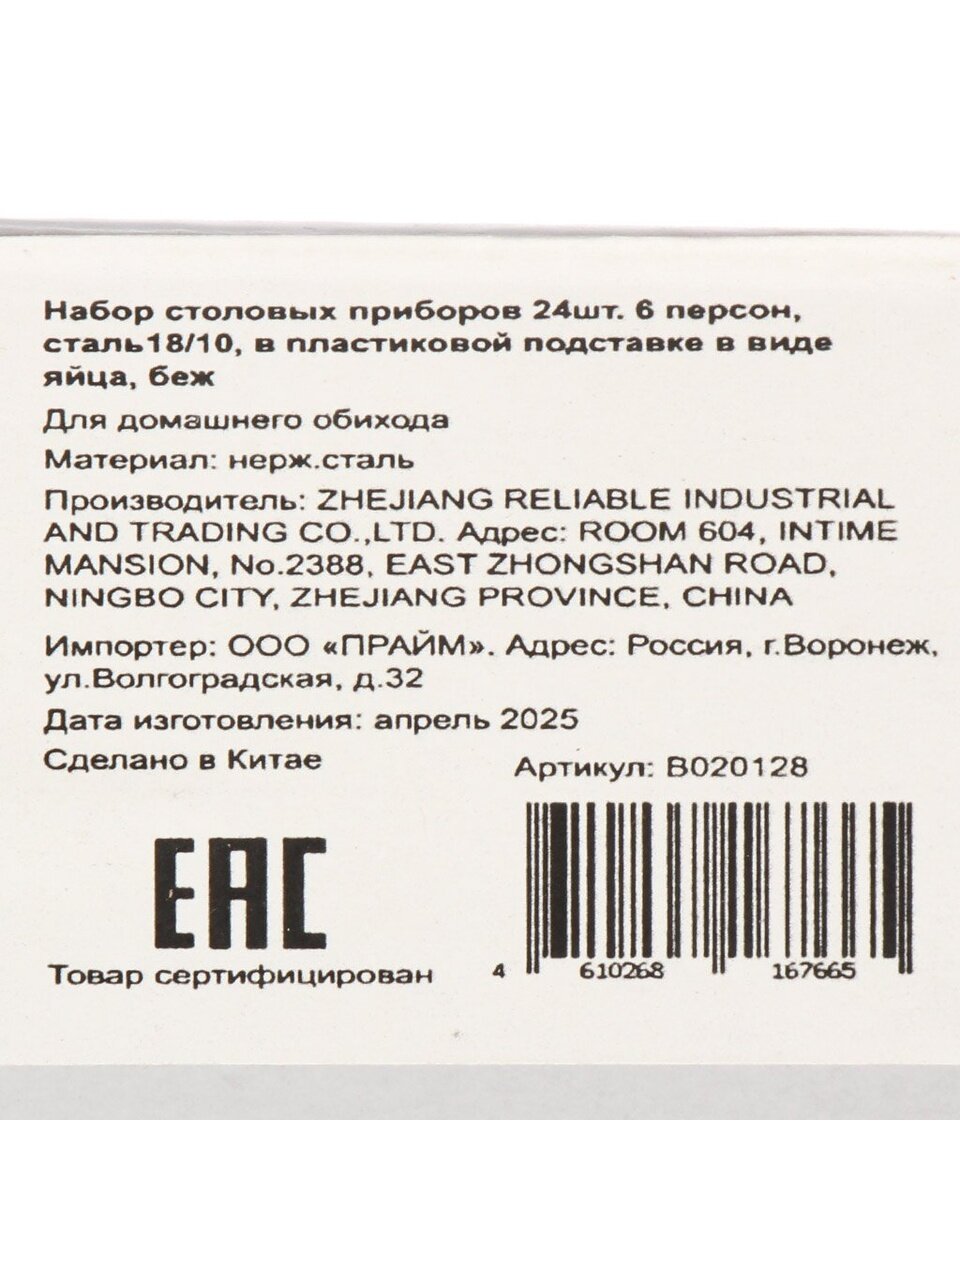 Набор столовых приборов 24шт. 6 персон,
сталь18/10, в пластиковой подставке в виде
яйца, беж
Для домашнего обихода
Материал: нерж.сталь
Производитель: ZHEJIANG RELIABLE INDUSTRIAL
AND TRADING CO.,LTD. Адрес: ROOM 604, INTIME
MANSION, No.2388, EAST ZHONGSHAN ROAD,
NINGBO CITY, ZHEJIANG PROVINCE, CHINA
Импортер: ООО «ПРАЙМ». Адрес: Россия, г.Воронеж,
ул.Волгоградская, д.32
Дата изготовления: апрель 2025
Сделано в Китае
Артикул: B020128
EAC
Товар сертифицирован
4 610268 167665